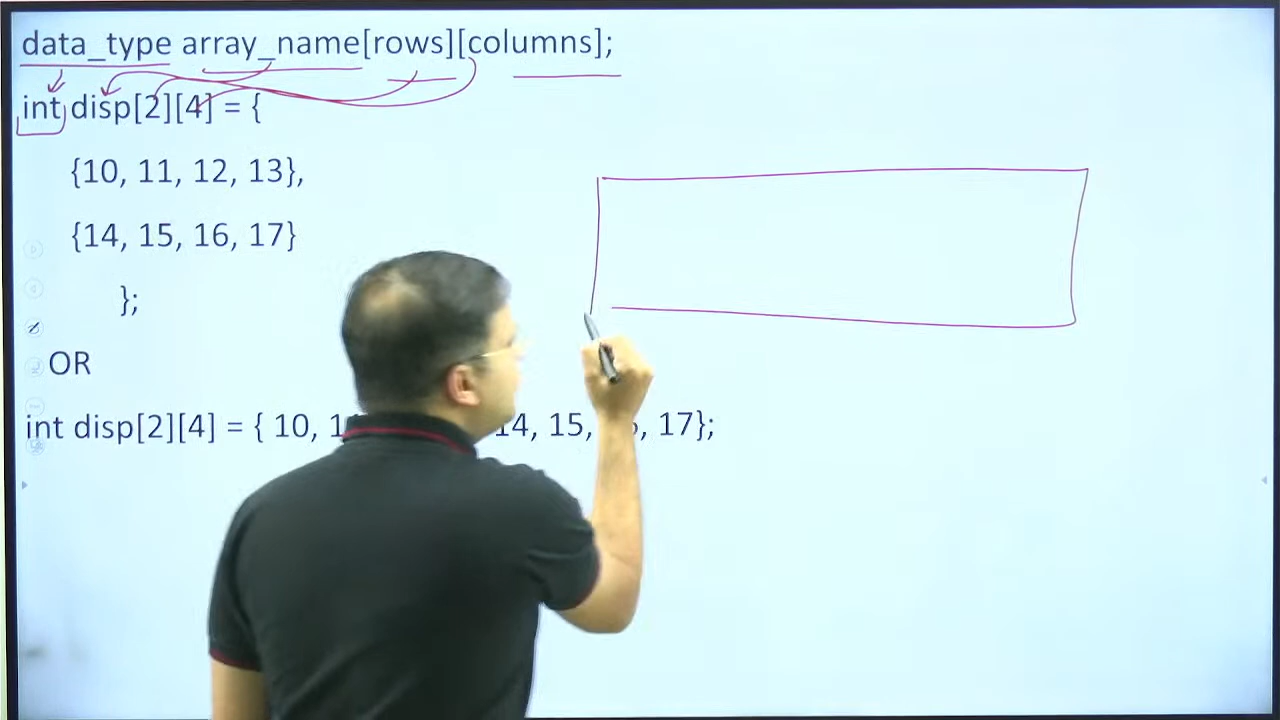 data_type array_name[rows][columns];
int disp[2][4] = {
{10, 11, 12, 13},
{14, 15, 16, 17}
};
OR
int disp[2][4] = { 10, 14, 15, , 17};